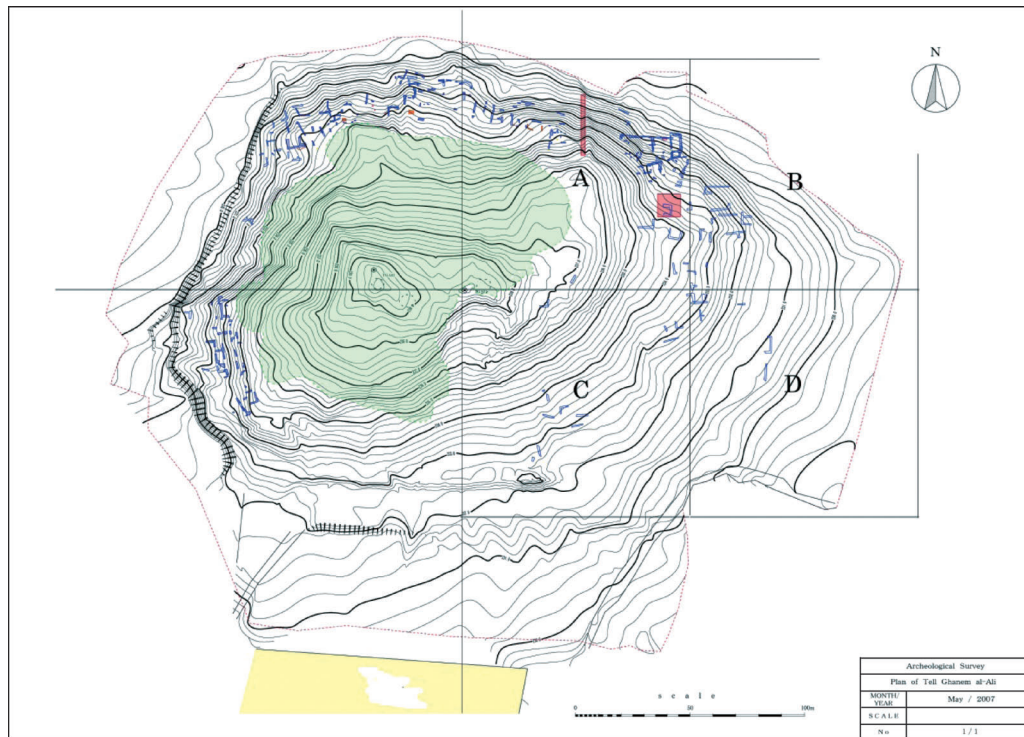 N
A
B
C
D
scale
0 50 100m
Archeological Survey
Plan of Tell Ghanem al-Ali
MONTH/ YEAR May / 2007
SCALE
No 1 / 1